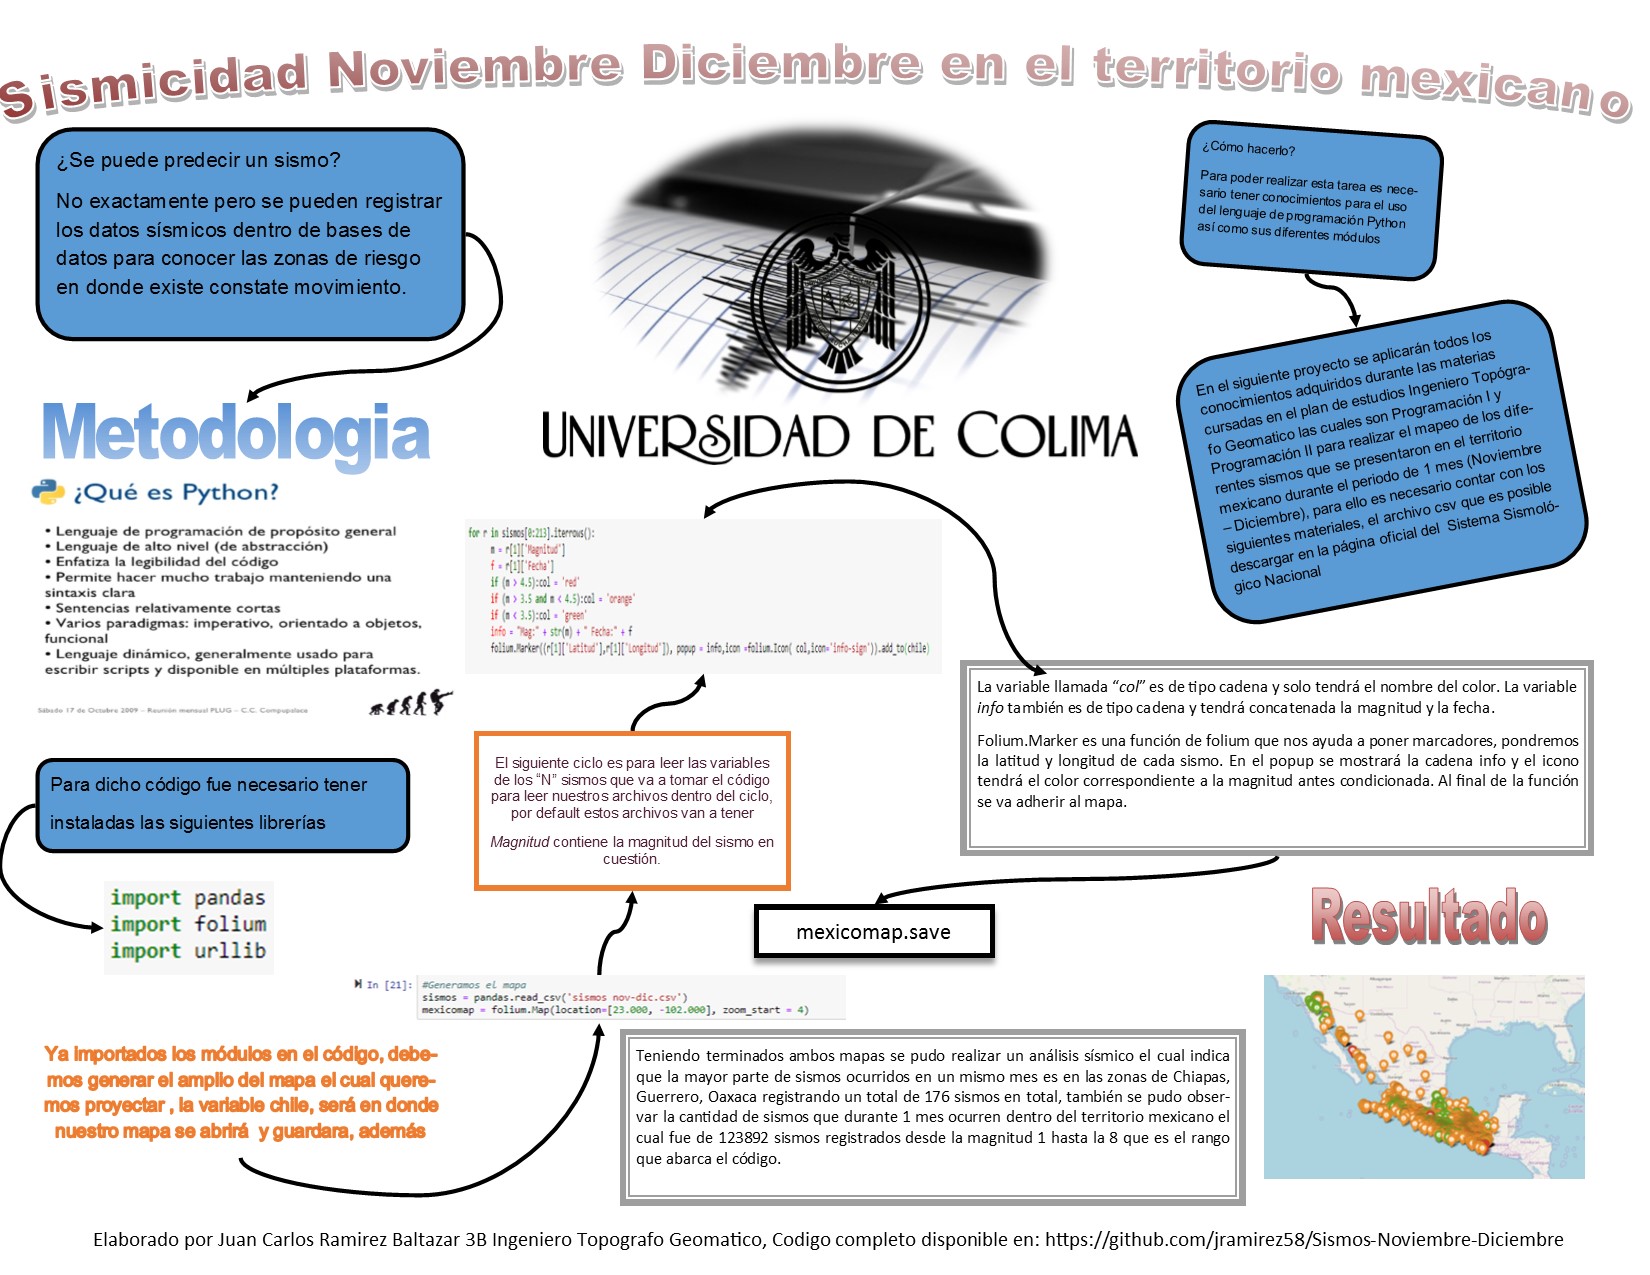 Sismicidad Noviembre Diciembre en el territorio mexicano
¿Se puede predecir un sismo?
No exactamente pero se pueden registrar
los datos sísmicos dentro de bases de
datos para conocer las zonas de riesgo
en donde existe constate movimiento.
UNIVERSIDAD DE COLIMA
¿Cómo hacerlo?
Para poder realizar esta tarea es nece-
sario tener conocimientos para el uso
del lenguaje de programación Python
así como sus diferentes módulos
En el siguiente proyecto se aplicarán todos los
conocimientos adquiridos durante las materias
cursadas en el plan de estudios Ingeniero Topógra-
fo Geomatico las cuales son Programación I y
Programación II para realizar el mapeo de los dife-
rentes sismos que se presentaron en el territorio
mexicano durante el periodo de 1 mes (Noviembre
– Diciembre), para ello es necesario contar con los
siguientes materiales, el archivo csv que es posible
descargar en la página oficial del Sistema Sismoló-
gico Nacional
Metodologia
¿Qué es Python?
• Lenguaje de programación de propósito general
• Lenguaje de alto nivel (de abstracción)
• Enfatiza la legibilidad del código
• Permite hacer mucho trabajo manteniendo una
sintaxis clara
• Sentencias relativamente cortas
• Varios paradigmas: imperativo, orientado a objetos,
funcional
• Lenguaje dinámico, generalmente usado para
escribir scripts y disponible en múltiples plataformas.
Sábado 17 de Octubre 2009 – Reunión mensual PLUG – C.C. Compupalace
for r in sismos[0:213].iterrows():
m = r[1]['Magnitud']
f = r[1]['Fecha']
if (m > 4.5):col = 'red'
if (m > 3.5 and m < 4.5):col = 'orange'
if (m < 3.5):col = 'green'
info = "Mag:" + str(m) + " Fecha:" + f
folium.Marker((r[1]['Latitud'],r[1]['Longitud']), popup = info,icon =folium.Icon( col,icon='info-sign')).add_to(chile)
La variable llamada “col” es de tipo cadena y solo tendrá el nombre del color. La variable
info también es de tipo cadena y tendrá concatenada la magnitud y la fecha.
Folium.Marker es una función de folium que nos ayuda a poner marcadores, pondremos
la latitud y longitud de cada sismo. En el popup se mostrará la cadena info y el icono
tendrá el color correspondiente a la magnitud antes condicionada. Al final de la función
se va adherir al mapa.
El siguiente ciclo es para leer las variables
de los “N” sismos que va a tomar el código
para leer nuestros archivos dentro del ciclo,
por default estos archivos van a tener
Magnitud contiene la magnitud del sismo en
cuestión.
Para dicho código fue necesario tener
instaladas las siguientes librerías
import pandas
import folium
import urllib
mexicomap.save
Resultado
In [21]: #Generamos el mapa
sismos = pandas.read_csv('sismos nov-dic.csv')
mexicomap = folium.Map(location=[23.000, -102.000], zoom_start = 4)
Ya importados los módulos en el código, debe-
mos generar el amplio del mapa el cual quere-
mos proyectar , la variable chile, será en donde
nuestro mapa se abrirá y guardara, además
Teniendo terminados ambos mapas se pudo realizar un análisis sísmico el cual indica
que la mayor parte de sismos ocurridos en un mismo mes es en las zonas de Chiapas,
Guerrero, Oaxaca registrando un total de 176 sismos en total, también se pudo obser-
var la cantidad de sismos que durante 1 mes ocurren dentro del territorio mexicano el
cual fue de 123892 sismos registrados desde la magnitud 1 hasta la 8 que es el rango
que abarca el código.
Elaborado por Juan Carlos Ramirez Baltazar 3B Ingeniero Topografo Geomatico, Codigo completo disponible en: https://github.com/jramirez58/Sismos-Noviembre-Diciembre